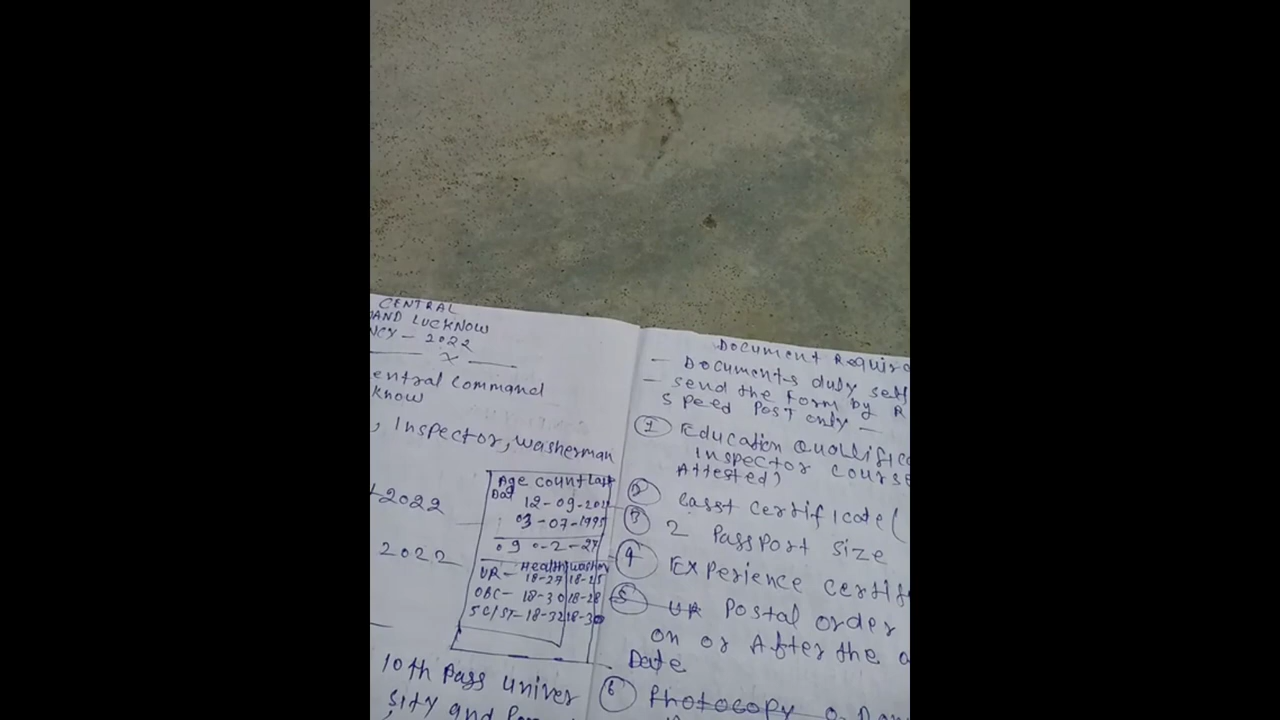 CENTRAL
AND LUCKNOW
NCY - 2022
x
entral command
know
, Inspector, washerman
2022
2022
Age count Last
Dat 12-09-20
03-07-1995
09 0-2-27
Health washer
UR- 18-27 18-25
OBC- 18-30 18-28
SC/ST- 18-32 18-30
10th pass univer
sity and
Document Requir
- Documents duly self
- send the form by R
speed post only -
1 Education Quallific
Inspector course
Attested)
2 casst certificate (
3 2 Passport size
4 Experience certif
5 UR Postal order
on or After the
Date
6 Photocopy